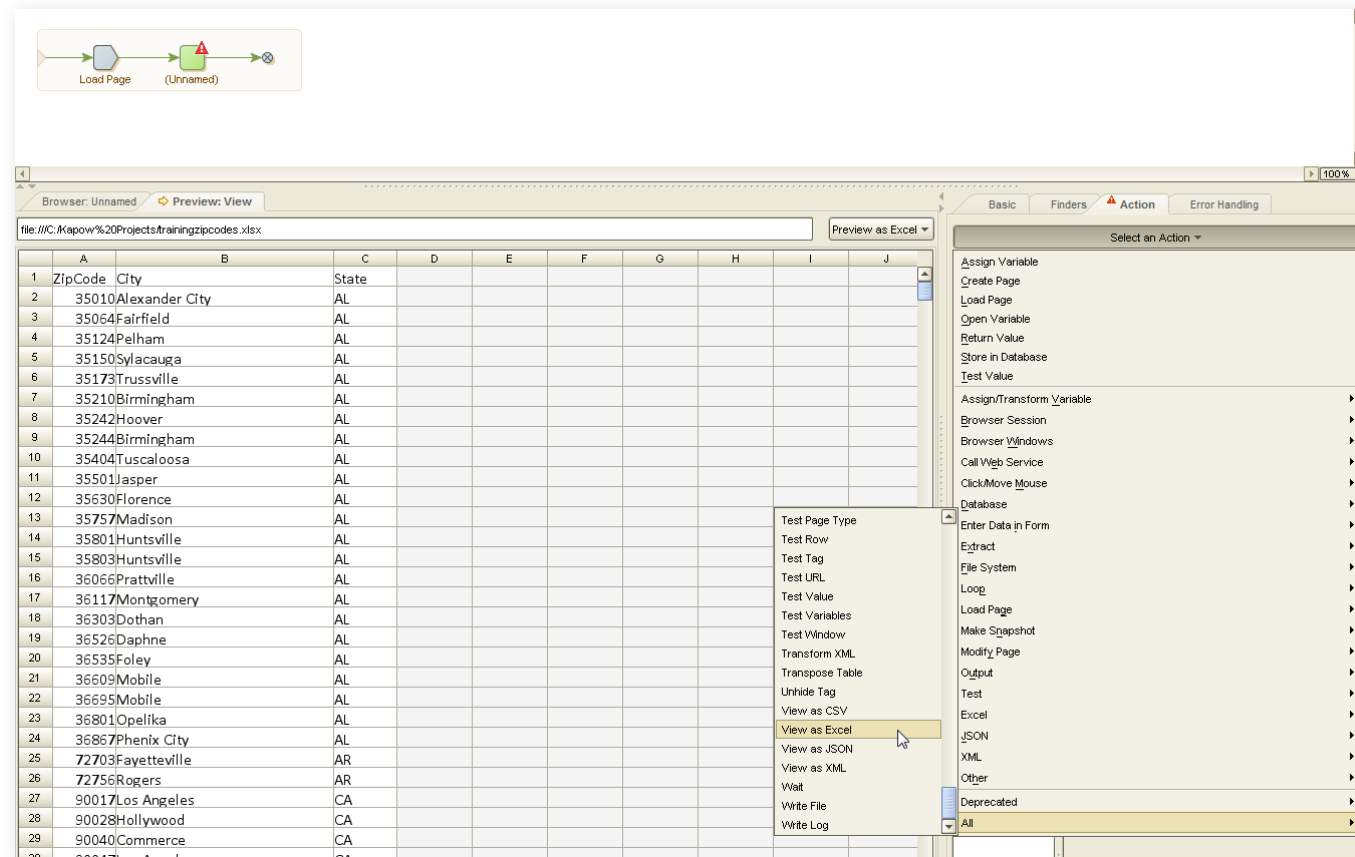 Load Page (Unnamed)
100%
Browser: Unnamed Preview: View
Basic Finders Action Error Handling
file:///C:/Kapow%20Projects/trainingzipcodes.xlsx Preview as Excel
Select an Action
A B C D E F G H I J
1 ZipCode City State
2 35010 Alexander City AL
3 35064 Fairfield AL
4 35124 Pelham AL
5 35150 Sylacauga AL
6 35173 Trussville AL
7 35210 Birmingham AL
8 35242 Hoover AL
9 35244 Birmingham AL
10 35404 Tuscaloosa AL
11 35501 Jasper AL
12 35630 Florence AL
13 35757 Madison AL
14 35801 Huntsville AL
15 35803 Huntsville AL
16 36066 Prattville AL
17 36117 Montgomery AL
18 36303 Dothan AL
19 36526 Daphne AL
20 36535 Foley AL
21 36609 Mobile AL
22 36695 Mobile AL
23 36801 Opelika AL
24 36867 Phenix City AL
25 72703 Fayetteville AR
26 72756 Rogers AR
27 90017 Los Angeles CA
28 90028 Hollywood CA
29 90040 Commerce CA
Test Page Type
Test Row
Test Tag
Test URL
Test Value
Test Variables
Test Window
Transform XML
Transpose Table
Unhide Tag
View as CSV
View as Excel
View as JSON
View as XML
Wait
Write File
Write Log
Assign Variable
Create Page
Load Page
Open Variable
Return Value
Store in Database
Test Value
Assign/Transform Variable
Browser Session
Browser Windows
Call Web Service
Click/Move Mouse
Database
Enter Data in Form
Extract
File System
Loop
Load Page
Make Snapshot
Modify Page
Output
Test
Excel
JSON
XML
Other
Deprecated
All